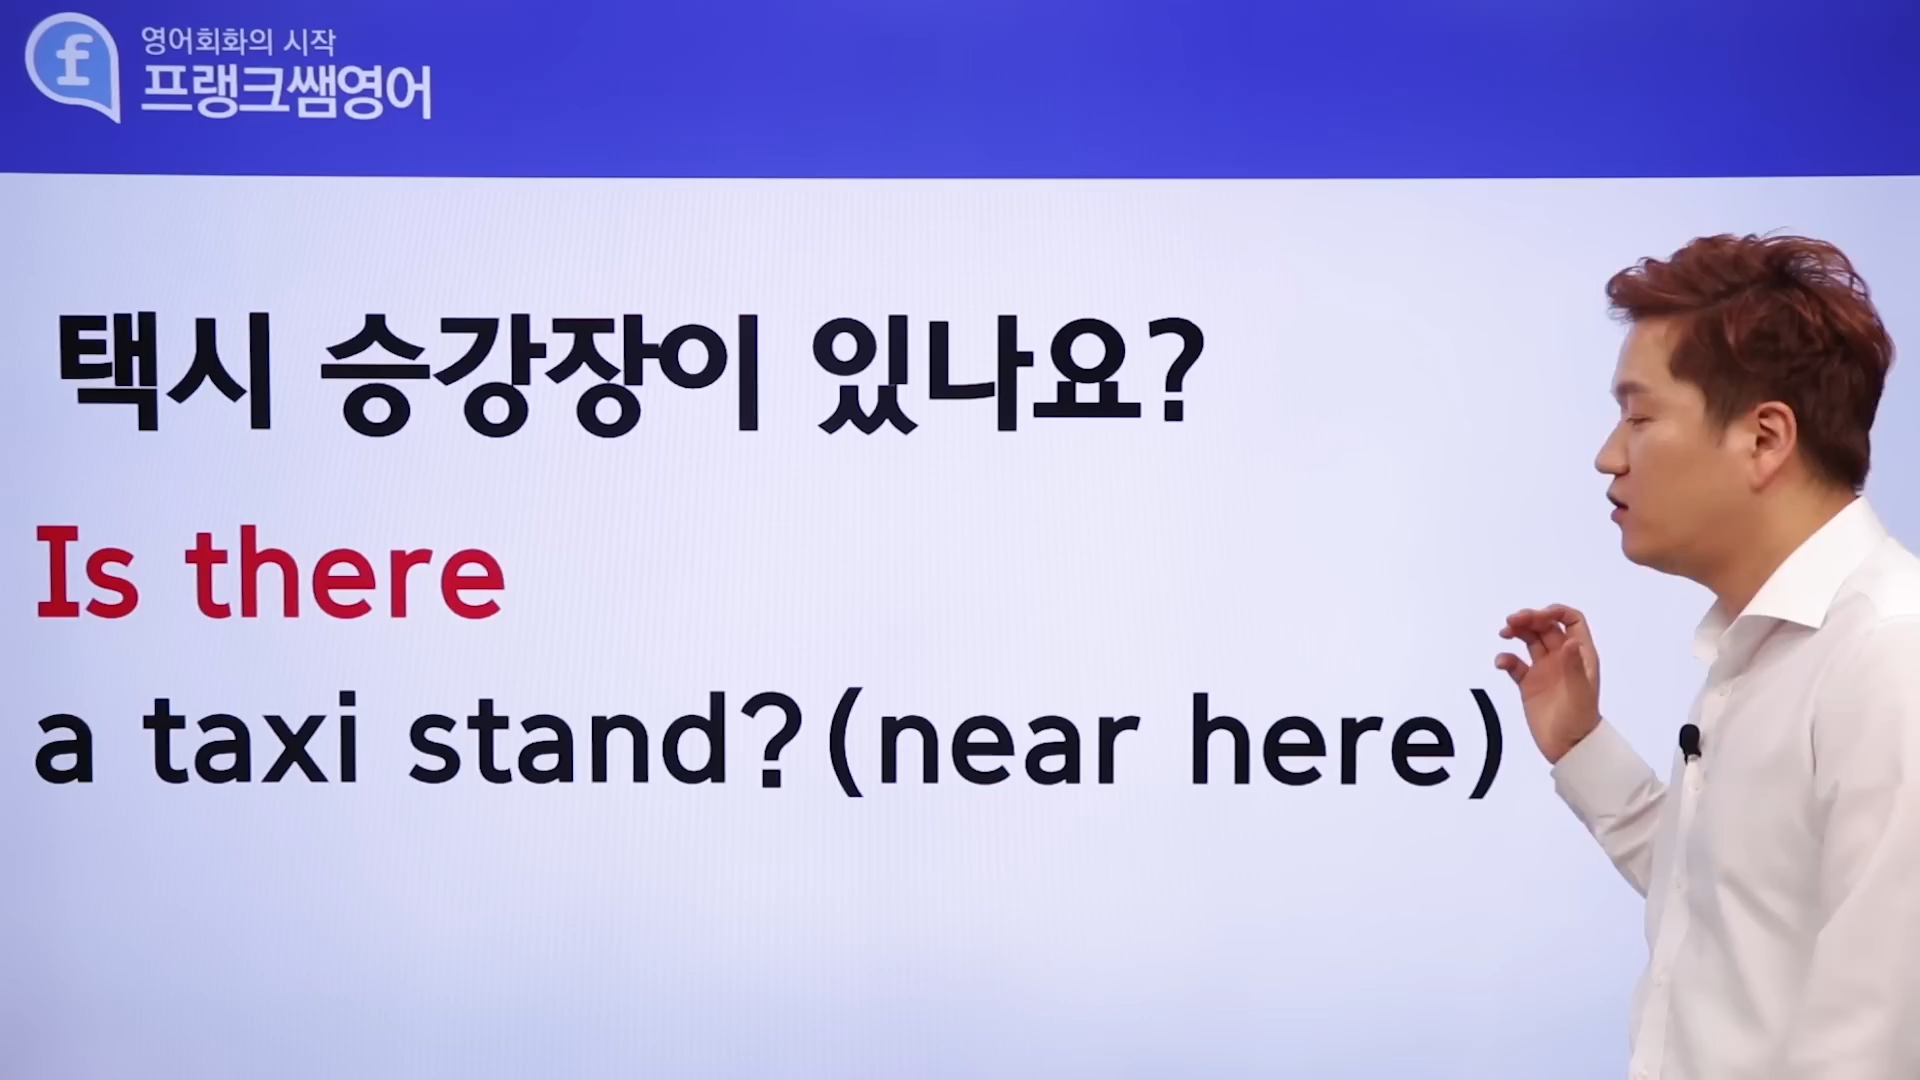 f
영어회화의 시작
프랭크쌤영어
택시 승강장이 있나요?
Is there
a taxi stand?(near here)